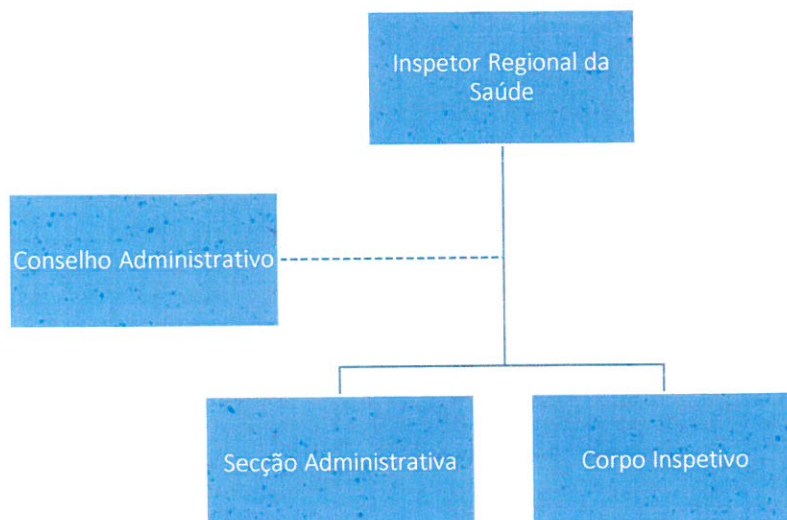 Inspetor Regional da
Saúde
Conselho Administrativo
Secção Administrativa
Corpo Inspetivo